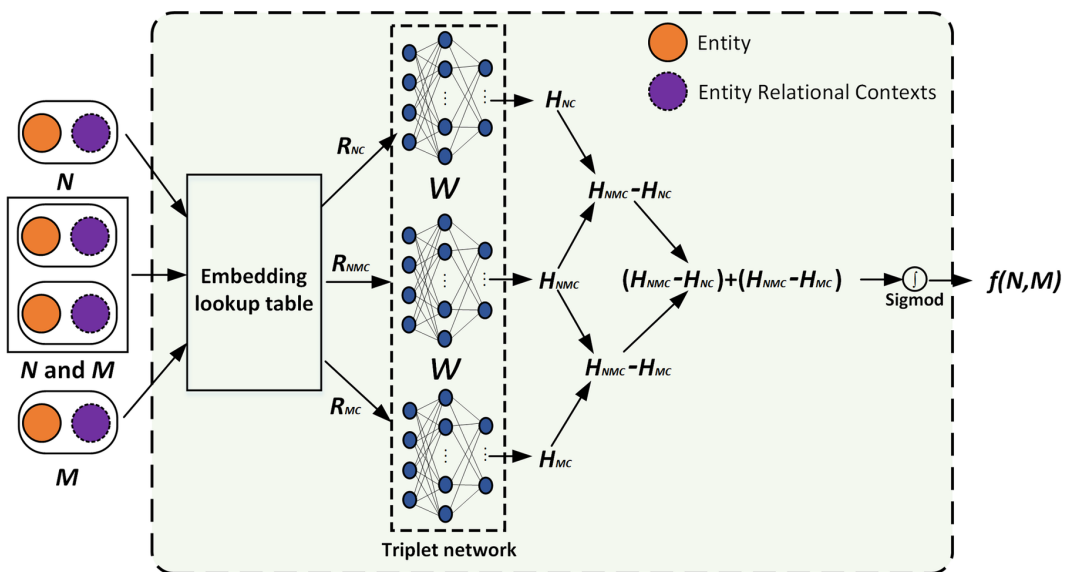 Entity
Entity Relational Contexts
N
N and M
M
Embedding
lookup table
R_NC
R_NMC
R_MC
W
W
Triplet network
H_NC
H_NMC
H_MC
H_NMC-H_NC
H_NMC-H_MC
(H_NMC-H_NC)+(H_NMC-H_MC)
∫
Sigmod
f(N,M)